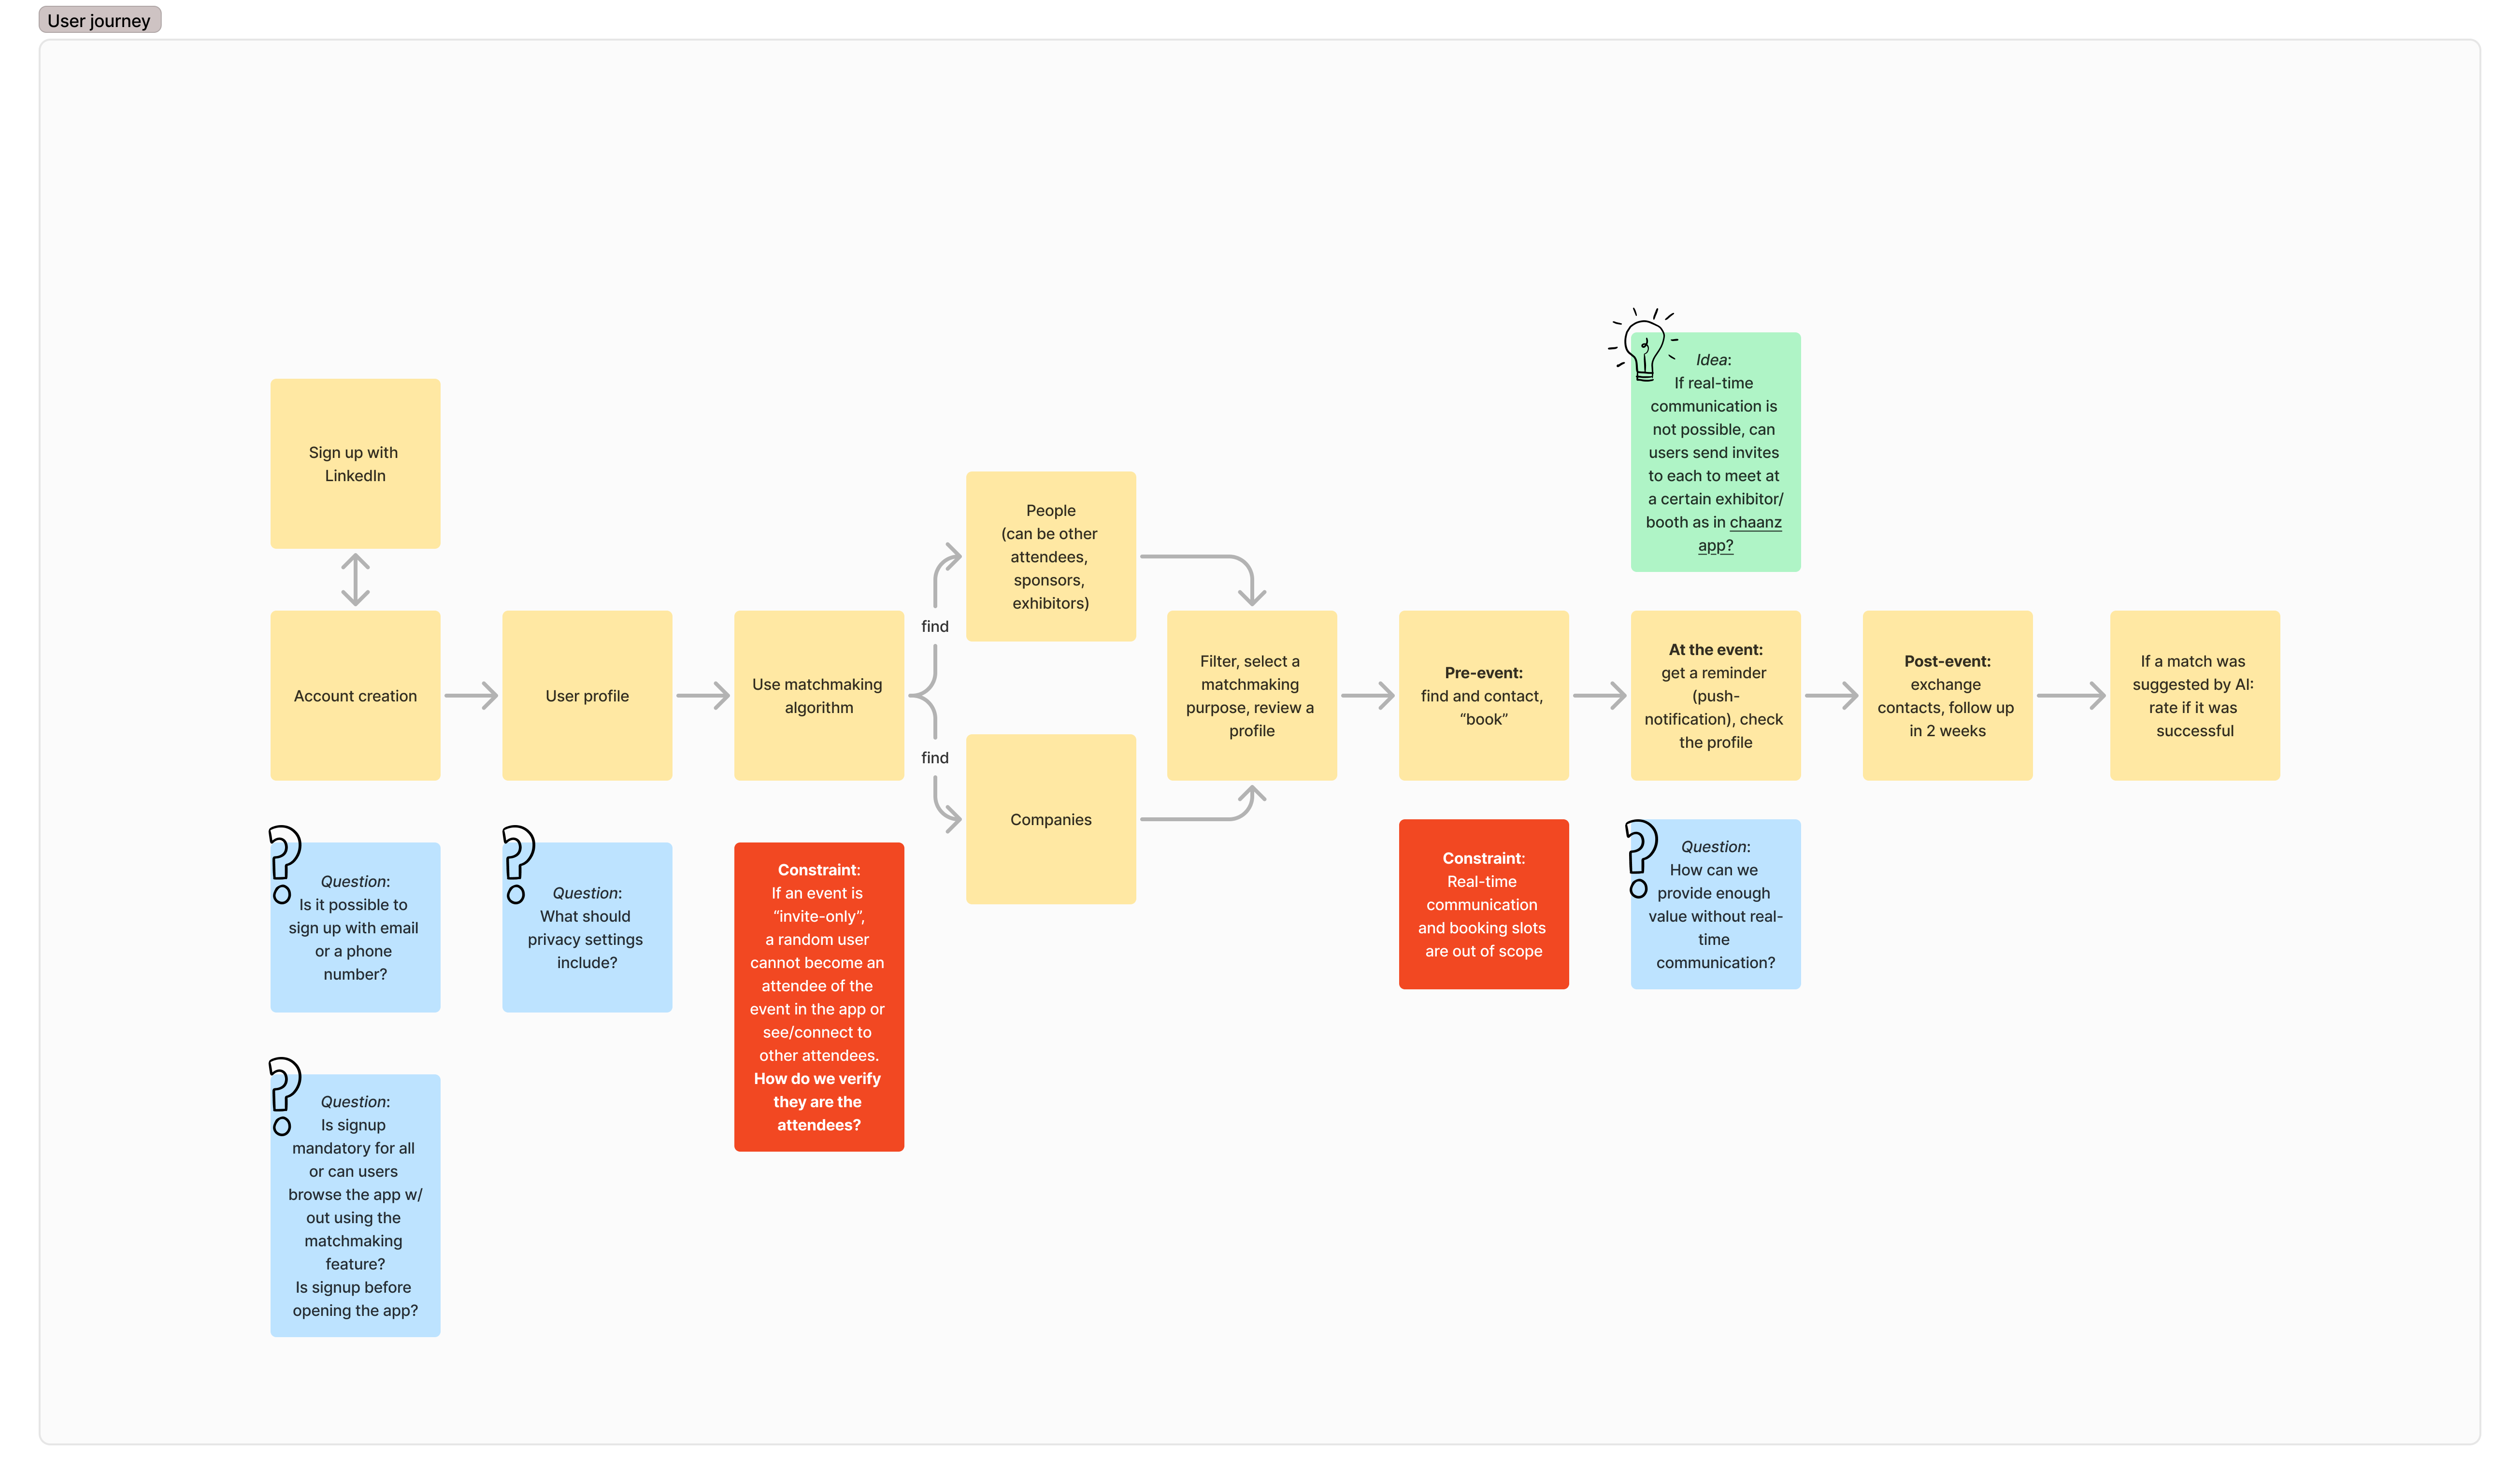 User journey
Sign up with
LinkedIn
Account creation
User profile
Use matchmaking
algorithm
find
find
People
(can be other
attendees,
sponsors,
exhibitors)
Companies
Filter, select a
matchmaking
purpose, review a
profile
Pre-event:
find and contact,
“book”
At the event:
get a reminder
(push-
notification), check
the profile
Post-event:
exchange
contacts, follow up
in 2 weeks
If a match was
suggested by AI:
rate if it was
successful
Idea:
If real-time
communication is
not possible, can
users send invites
to each to meet at
a certain exhibitor/
booth as in chaanz
app?
Question:
Is it possible to
sign up with email
or a phone
number?
Question:
What should
privacy settings
include?
Constraint:
If an event is
“invite-only”,
a random user
cannot become an
attendee of the
event in the app or
see/connect to
other attendees.
How do we verify
they are the
attendees?
Constraint:
Real-time
communication
and booking slots
are out of scope
Question:
How can we
provide enough
value without real-
time
communication?
Question:
Is signup
mandatory for all
or can users
browse the app w/
out using the
matchmaking
feature?
Is signup before
opening the app?